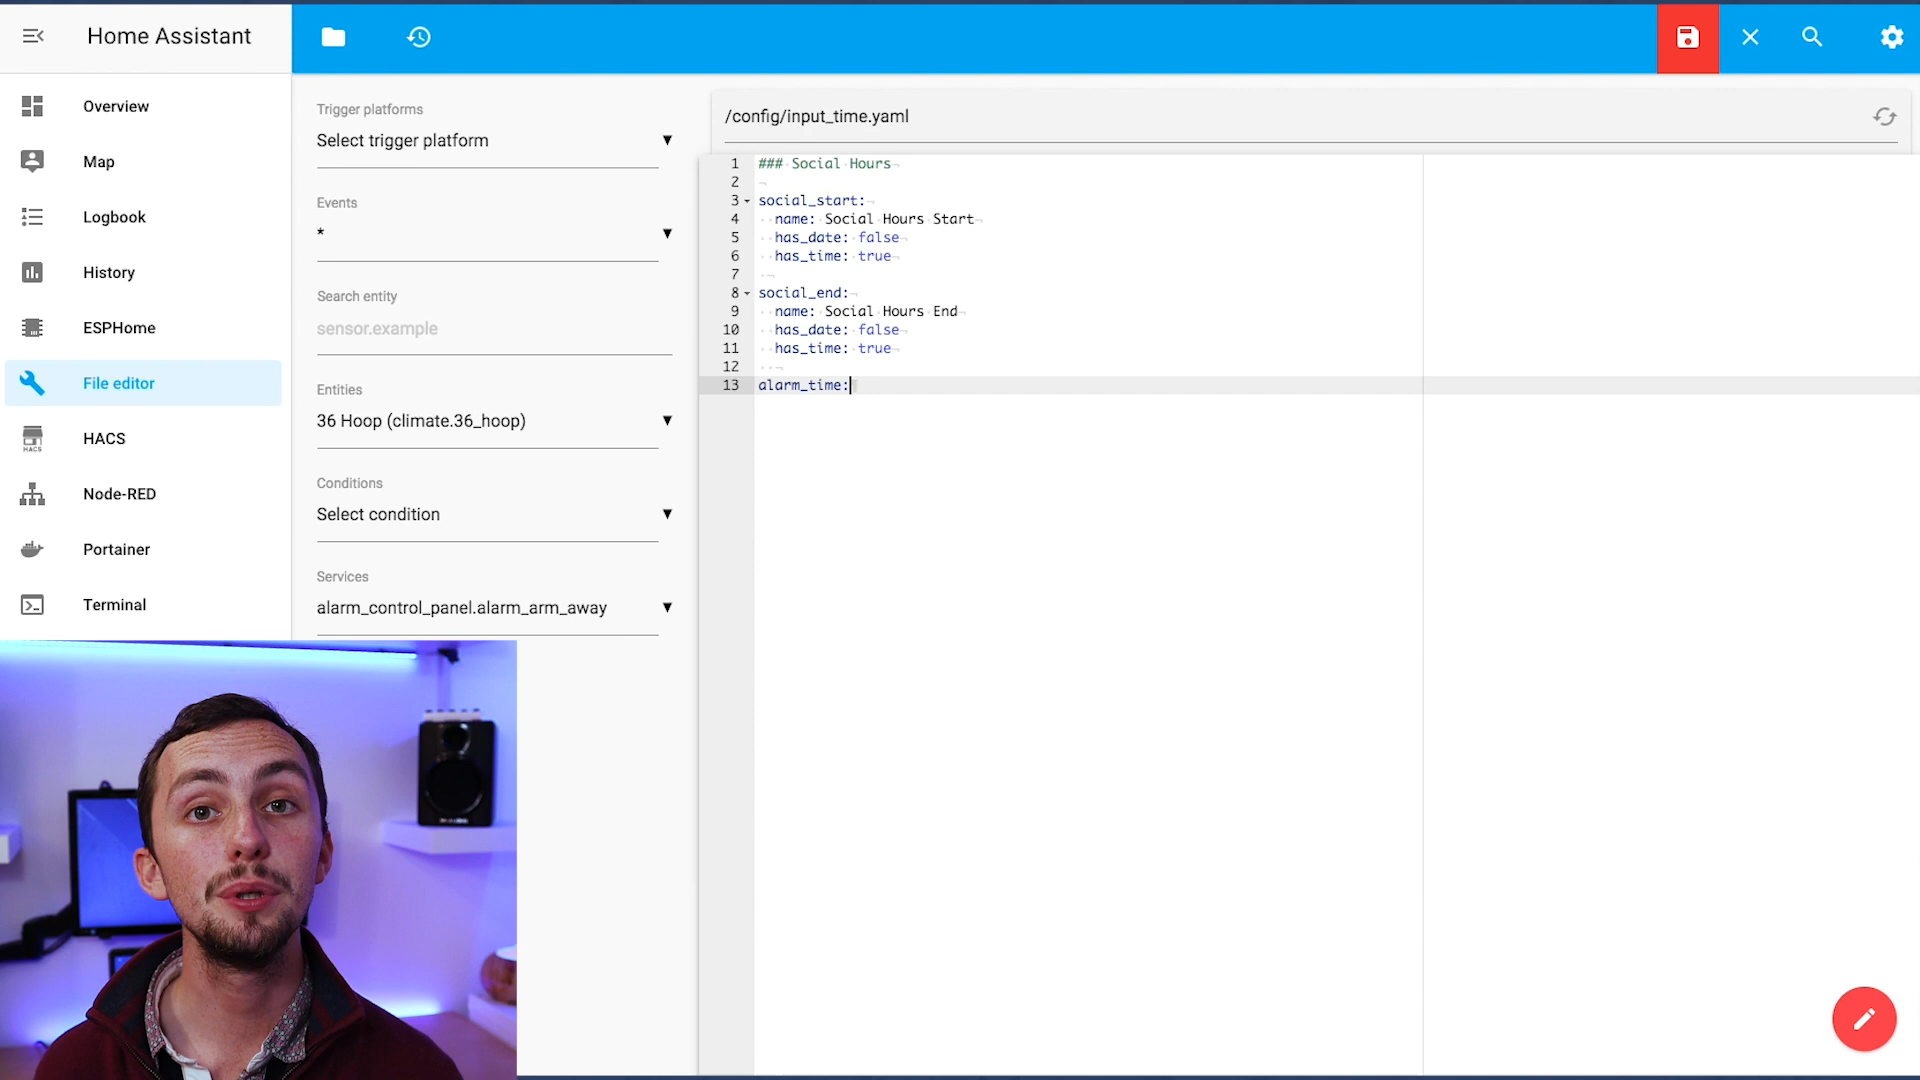 Home Assistant
Overview
Map
Logbook
History
ESPHome
File editor
HACS
HACS
Node-RED
Portainer
Terminal
Trigger platforms
Select trigger platform
Events
*
Search entity
sensor.example
Entities
36 Hoop (climate.36_hoop)
Conditions
Select condition
Services
alarm_control_panel.alarm_arm_away
/config/input_time.yaml
1 ### Social Hours
2
3 social_start:
4 name: Social Hours Start
5 has_date: false
6 has_time: true
7
8 social_end:
9 name: Social Hours End
10 has_date: false
11 has_time: true
12
13 alarm_time: